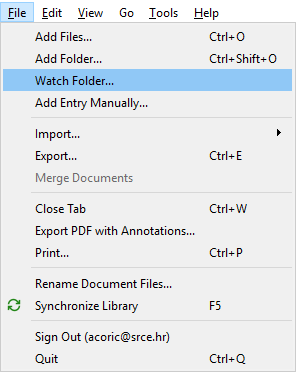 File Edit View Go Tools Help
Add Files... Ctrl+O
Add Folder... Ctrl+Shift+O
Watch Folder...
Add Entry Manually...
Import...
Export... Ctrl+E
Merge Documents
Close Tab Ctrl+W
Export PDF with Annotations...
Print... Ctrl+P
Rename Document Files...
Synchronize Library F5
Sign Out (acoric@srce.hr)
Quit Ctrl+Q